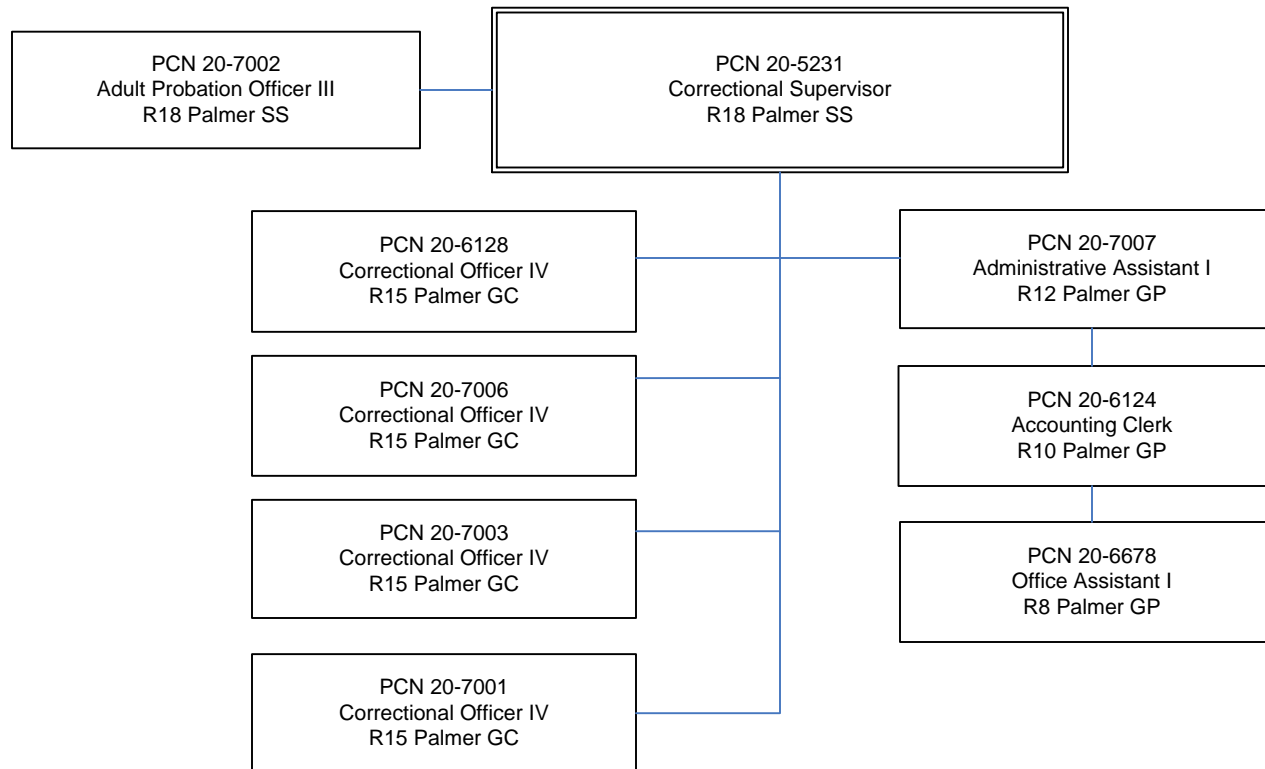 PCN 20-7002
Adult Probation Officer III
R18 Palmer SS
PCN 20-5231
Correctional Supervisor
R18 Palmer SS
PCN 20-6128
Correctional Officer IV
R15 Palmer GC
PCN 20-7007
Administrative Assistant I
R12 Palmer GP
PCN 20-7006
Correctional Officer IV
R15 Palmer GC
PCN 20-6124
Accounting Clerk
R10 Palmer GP
PCN 20-7003
Correctional Officer IV
R15 Palmer GC
PCN 20-6678
Office Assistant I
R8 Palmer GP
PCN 20-7001
Correctional Officer IV
R15 Palmer GC